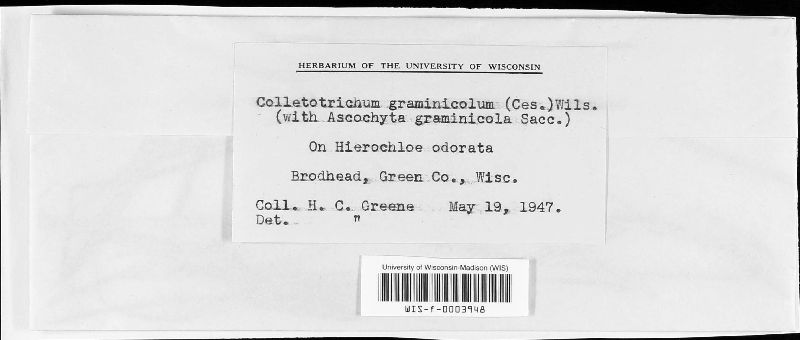 HERBARIUM OF THE UNIVERSITY OF WISCONSIN
Colletotrichum graminicolum (Ces.)Wils.
(with Ascochyta graminicola Sacc.)
On Hierochloe odorata
Brodhead, Green Co., Wisc.
Coll. H. C. Greene May 19, 1947.
Det. "
University of Wisconsin-Madison (WIS)
WIS-f-0003948